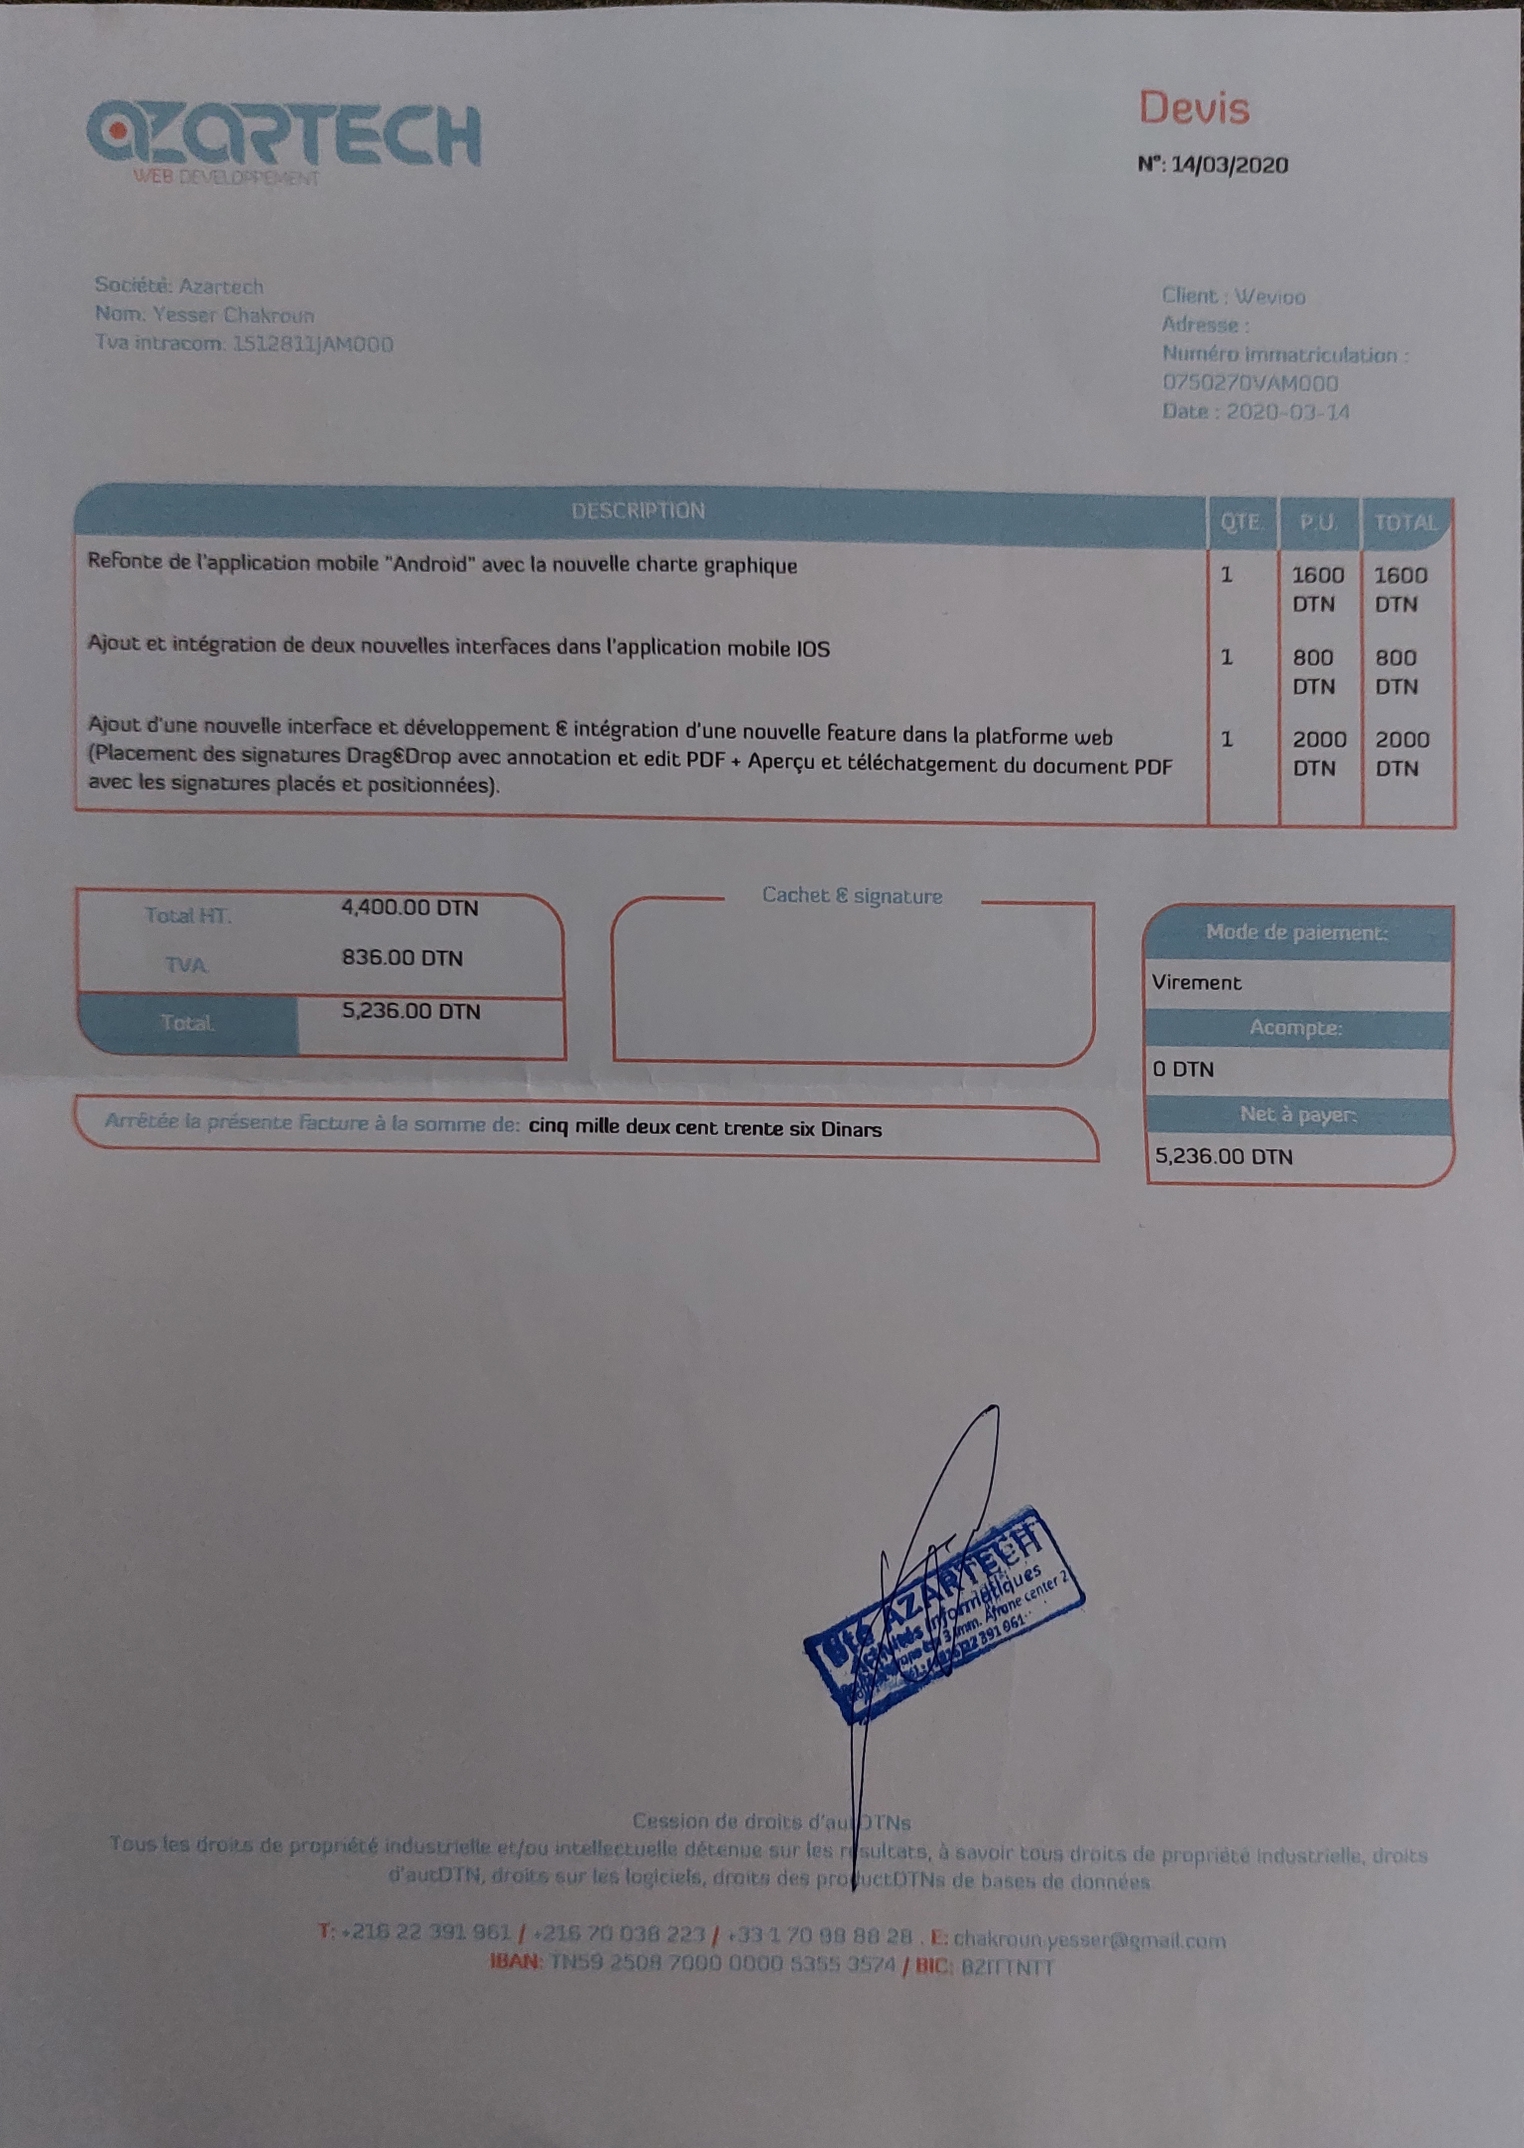 AZARTECH
WEB DEVELOPPEMENT
Devis
N°: 14/03/2020
Société: Azartech
Nom: Yesser Chakroun
Tva intracom: 1512811JAM000
Client : Wevioo
Adresse :
Numéro immatriculation :
0750270VAM000
Date : 2020-03-14
DESCRIPTION QTE. P.U. TOTAL
Refonte de l'application mobile "Android" avec la nouvelle charte graphique 1 1600 1600
DTN DTN
Ajout et intégration de deux nouvelles interfaces dans l'application mobile IOS 1 800 800
DTN DTN
Ajout d'une nouvelle interface et développement & intégration d'une nouvelle feature dans la platforme web 1 2000 2000
(Placement des signatures Drag&Drop avec annotation et edit PDF + Aperçu et téléchatgement du document PDF DTN DTN
avec les signatures placés et positionnées).
Total HT. 4,400.00 DTN
TVA 836.00 DTN
Total. 5,236.00 DTN
Cachet & signature
Mode de paiement:
Virement
Acompte:
0 DTN
Net à payer:
5,236.00 DTN
Arrêtée la présente facture à la somme de: cinq mille deux cent trente six Dinars
Sté AZARTECH
Activités Informatiques
3 Imm. Afrane center 2
22 391 961
Cession de droits d'autDTNs
Tous les droits de propriété industrielle et/ou intellectuelle détenue sur les résultats, à savoir tous droits de propriété industrielle, droits
d'autDTN, droits sur les logiciels, droits des productDTNs de bases de données.
T: +216 22 391 961 / +216 70 038 223 / +33 1 70 98 88 28 . E: chakroun.yesser@gmail.com
IBAN: TN59 2508 7000 0000 5355 3574 / BIC: BZITTNTT